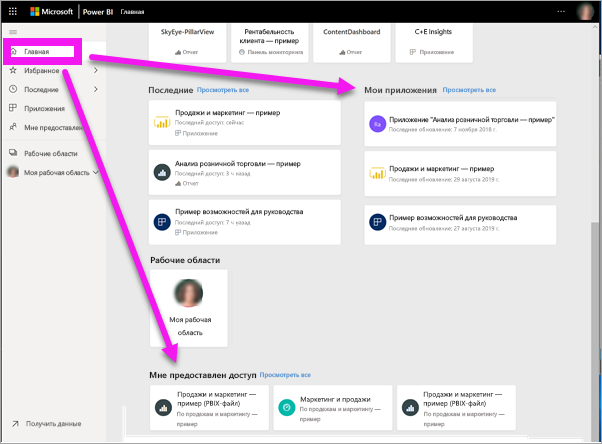 Microsoft Power BI Главная
Главная
Избранное
Последние
Приложения
Мне предоставлен
Рабочие области
Моя рабочая область
Получить данные
SkyEye-PillarView
Отчет
Рентабельность
клиента — пример
Панель мониторинга
ContentDashboard
Отчет
C+E Insights
Приложение
Последние Просмотреть все
Продажи и маркетинг — пример
Последний доступ: сейчас
Приложение
Анализ розничной торговли — пример
Последний доступ: 3 ч назад
Отчет
Пример возможностей для руководства
Последний доступ: 7 ч назад
Приложение
Мои приложения Просмотреть все
Ra
Приложение "Анализ розничной торговли — пример"
Последнее обновление: 7 ноября 2018 г.
Продажи и маркетинг — пример
Последнее обновление: 29 августа 2019 г.
Пример возможностей для руководства
Последнее обновление: 27 августа 2019 г.
Рабочие области
Моя рабочая
область
Мне предоставлен доступ Просмотреть все
Продажи и маркетинг —
пример (PBIX-файл)
По продажам и маркетингу —
пример
Маркетинг и продажи
По продажам и маркетингу —
пример
Продажи и маркетинг —
пример (PBIX-файл)
По продажам и маркетингу —
пример